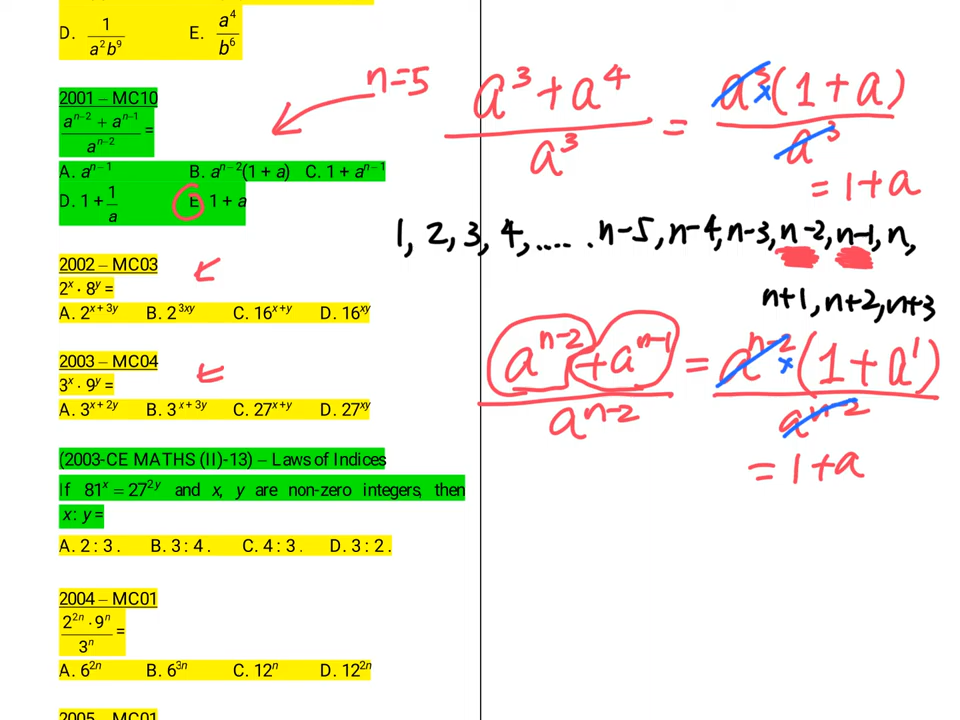 D. 1/a²b⁹ E. a⁴/b⁶
2001 – MC10
(aⁿ⁻² + aⁿ⁻¹)/aⁿ⁻² =
A. aⁿ⁻¹ B. aⁿ⁻²(1 + a) C. 1 + aⁿ⁻¹
D. 1 + 1/a E. 1 + a
2002 – MC03
2ˣ · 8ʸ =
A. 2ˣ⁺³ʸ B. 2³ˣʸ C. 16ˣ⁺ʸ D. 16ˣʸ
2003 – MC04
3ˣ · 9ʸ =
A. 3ˣ⁺²ʸ B. 3ˣ⁺³ʸ C. 27ˣ⁺ʸ D. 27ˣʸ
(2003-CE MATHS (II)-13) – Laws of Indices
If 81ˣ = 27²ʸ and x, y are non-zero integers, then
x: y =
A. 2 : 3 . B. 3 : 4 . C. 4 : 3 . D. 3 : 2 .
2004 – MC01
(2²ⁿ · 9ⁿ)/3ⁿ =
A. 6²ⁿ B. 6³ⁿ C. 12ⁿ D. 12²ⁿ
2005 – MC01
n=5
(a³+a⁴)/a³ = a³(1+a)/a³
= 1+a
1, 2, 3, 4, ..... . n-5, n-4, n-3, n-2, n-1, n,
n+1, n+2, n+3
(aⁿ⁻²+aⁿ⁻¹)/aⁿ⁻² = aⁿ⁻²×(1+a¹)/aⁿ⁻²
= 1+a